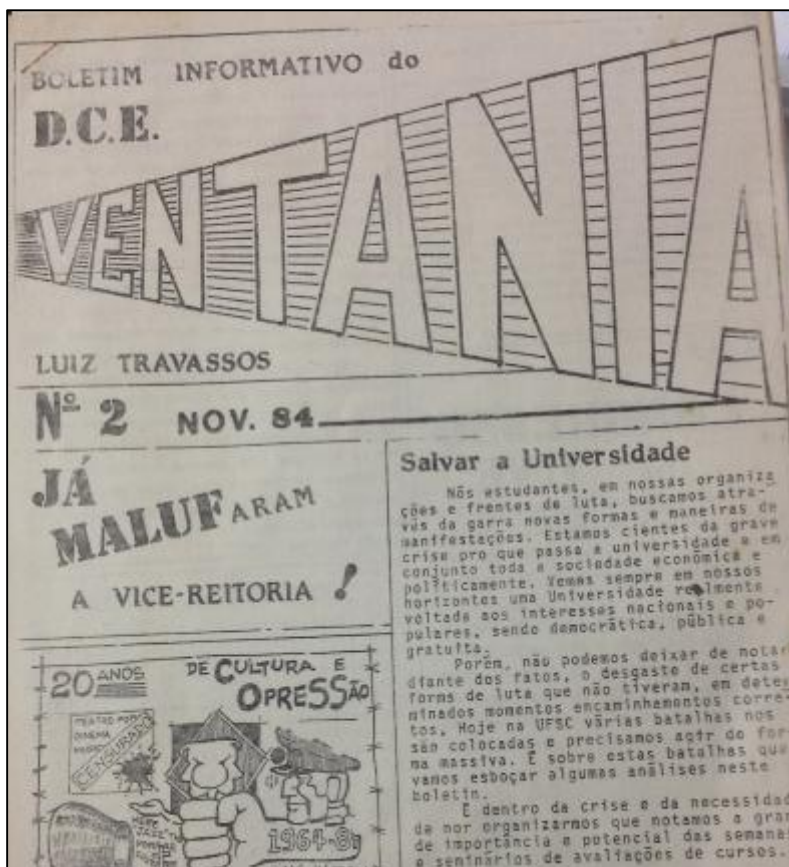 BOLETIM INFORMATIVO do
D.C.E.
VENTANIA
LUIZ TRAVASSOS
Nº 2 NOV. 84
JÁ
MALUFARAM
A VICE-REITORIA !
20 ANOS DE CULTURA E
OPRESSÃO
CINEMA
CENSURADO
1964-8
Salvar a Universidade
Nós estudantes, em nossas organiza
ções e frentes de luta, buscamos atra-
vés da garra novas formas e maneiras de
manifestações. Estamos cientes da grave
crise pro que passa a universidade e em
conjunto toda a sociedade econômica e
politicamente. Temos sempre em nossos
horizontes uma Universidade realmente
voltada aos interesses nacionais e po-
pulares, sendo democrática, pública e
gratuita.
Porém, não podemos deixar de notar
diante dos fatos, o desgaste de certas
forms de luta que não tiveram, em deter
minados momentos encaminhamentos corre-
tos. Hoje na UFSC várias batalhas nos
são colocadas e precisamos agir de for
ma massiva. E sobre estas batalhas que
vamos esboçar algumas análises neste
boletin.
E dentro da crise e da necessidad
de nor organizarmos que notamos a gran
de importância e potencial das semanas
e seminários de avaliações de cursos.